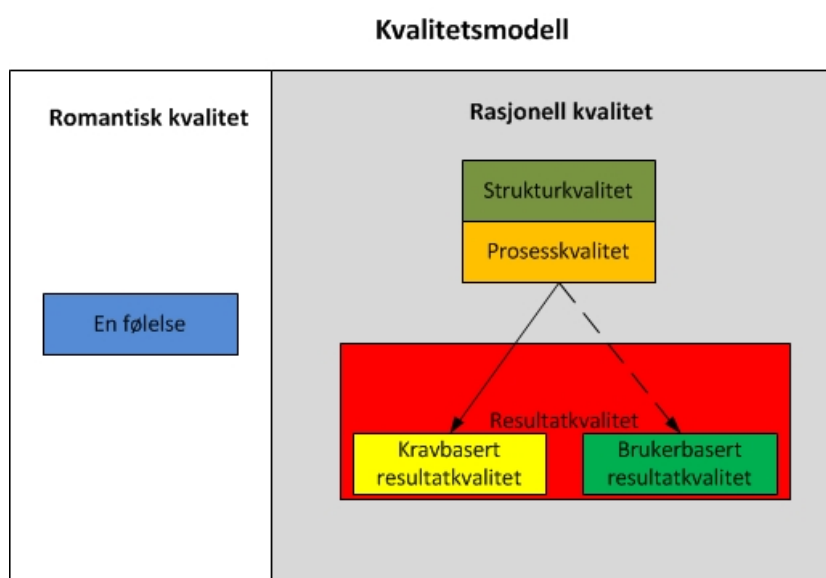 Kvalitetsmodell
Romantisk kvalitet
En følelse
Rasjonell kvalitet
Strukturkvalitet
Prosesskvalitet
Resultatkvalitet
Kravbasert
resultatkvalitet
Brukerbasert
resultatkvalitet